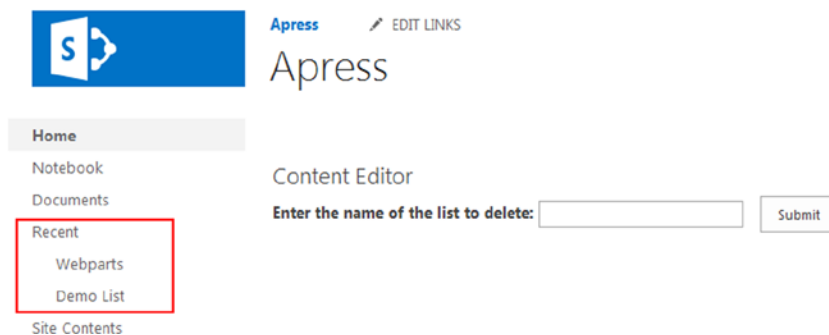 S
Apress
EDIT LINKS
Apress
Home
Notebook
Documents
Recent
Webparts
Demo List
Site Contents
Content Editor
Enter the name of the list to delete:
Submit